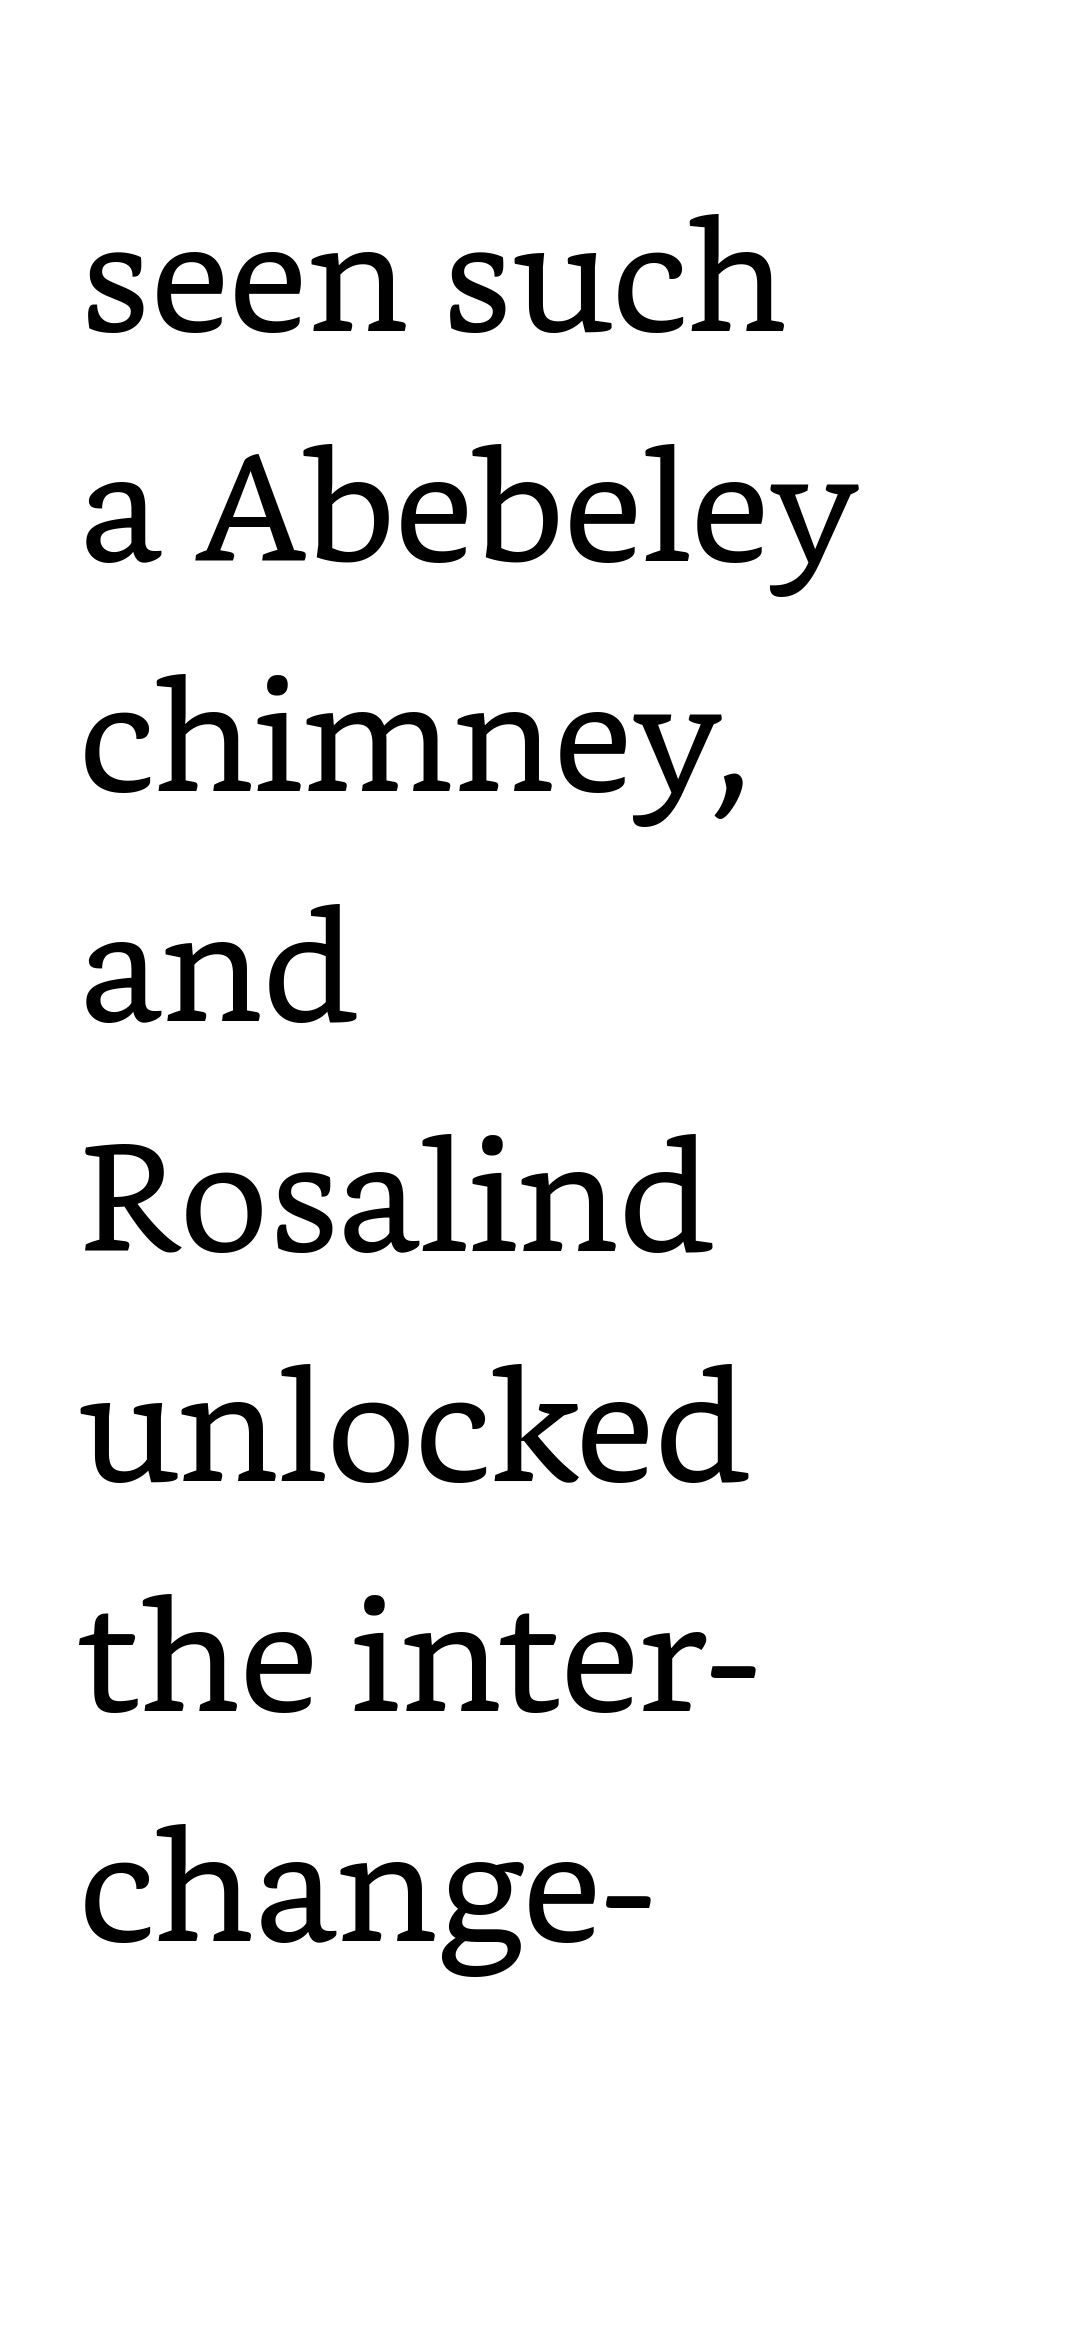 seen such
a Abebeley
chimney,
and
Rosalind
unlocked
the inter-
change-